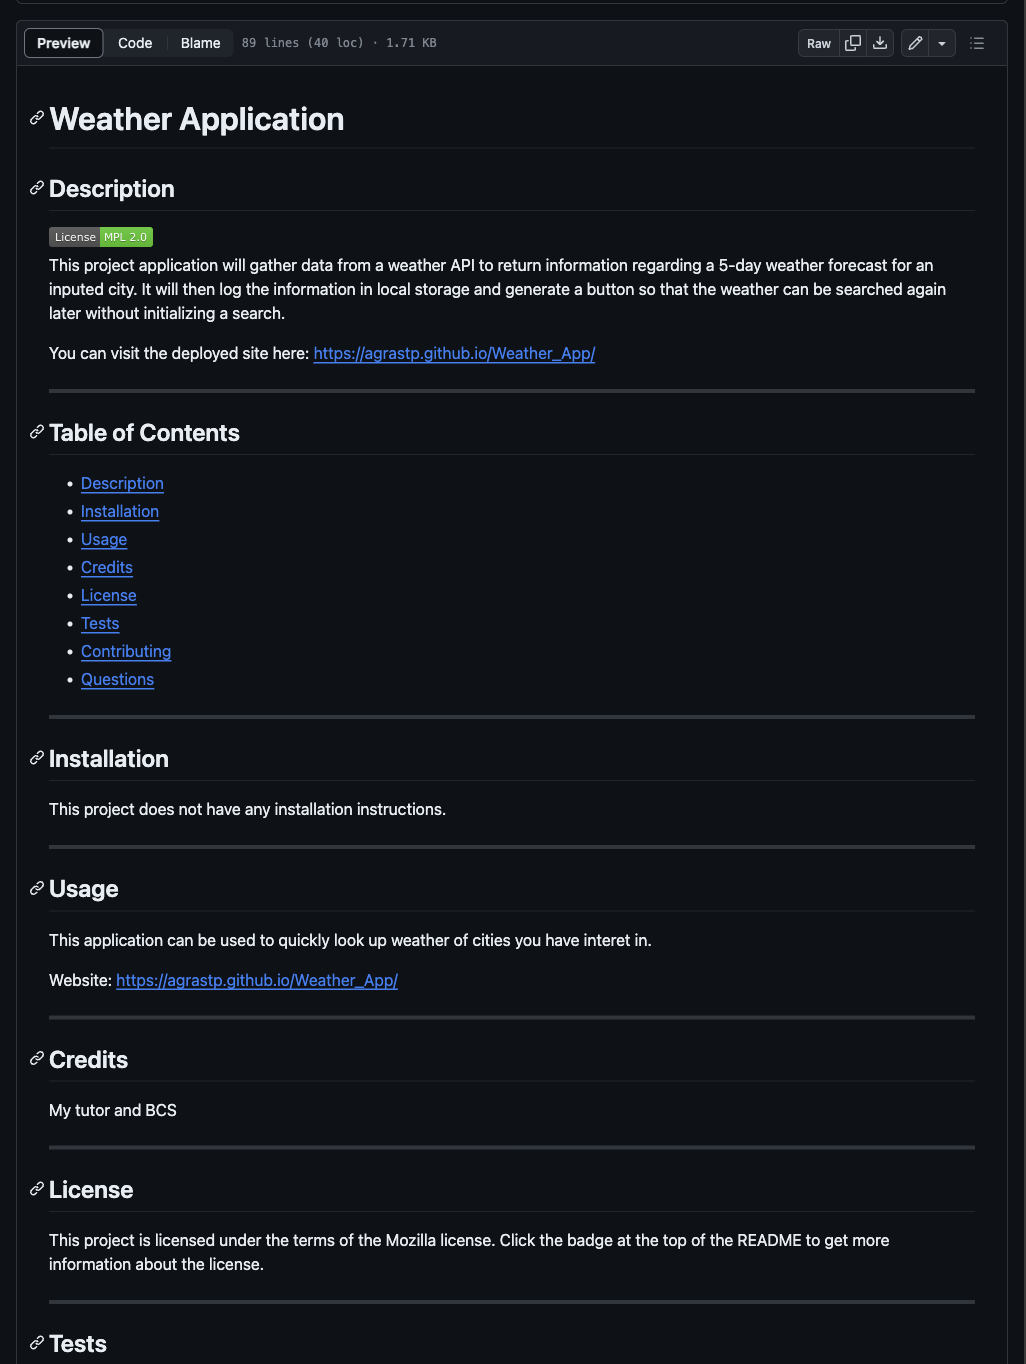 Preview Code Blame 89 lines (40 loc) · 1.71 KB Raw
Weather Application
Description
License MPL 2.0
This project application will gather data from a weather API to return information regarding a 5-day weather forecast for an
inputed city. It will then log the information in local storage and generate a button so that the weather can be searched again
later without initializing a search.
You can visit the deployed site here: https://agrastp.github.io/Weather_App/
Table of Contents
• Description
• Installation
• Usage
• Credits
• License
• Tests
• Contributing
• Questions
Installation
This project does not have any installation instructions.
Usage
This application can be used to quickly look up weather of cities you have interet in.
Website: https://agrastp.github.io/Weather_App/
Credits
My tutor and BCS
License
This project is licensed under the terms of the Mozilla license. Click the badge at the top of the README to get more
information about the license.
Tests